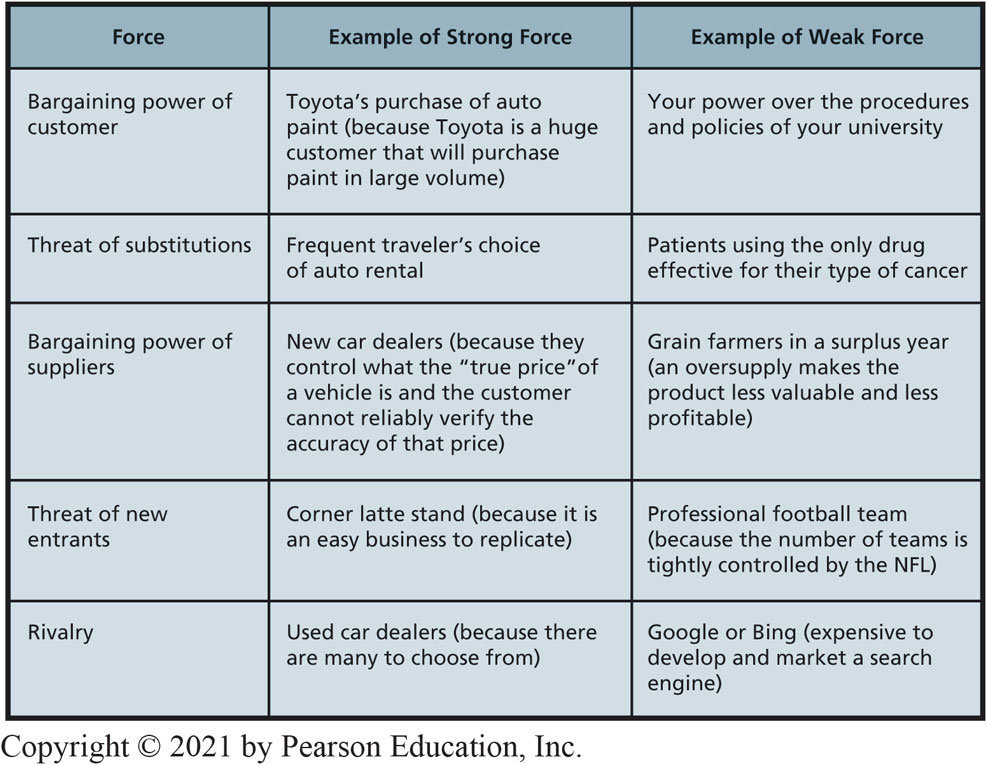 Force
Example of Strong Force
Example of Weak Force
Bargaining power of
customer
Toyota’s purchase of auto
paint (because Toyota is a huge
customer that will purchase
paint in large volume)
Your power over the procedures
and policies of your university
Threat of substitutions
Frequent traveler’s choice
of auto rental
Patients using the only drug
effective for their type of cancer
Bargaining power of
suppliers
New car dealers (because they
control what the “true price”of
a vehicle is and the customer
cannot reliably verify the
accuracy of that price)
Grain farmers in a surplus year
(an oversupply makes the
product less valuable and less
profitable)
Threat of new
entrants
Corner latte stand (because it is
an easy business to replicate)
Professional football team
(because the number of teams is
tightly controlled by the NFL)
Rivalry
Used car dealers (because there
are many to choose from)
Google or Bing (expensive to
develop and market a search
engine)
Copyright © 2021 by Pearson Education, Inc.